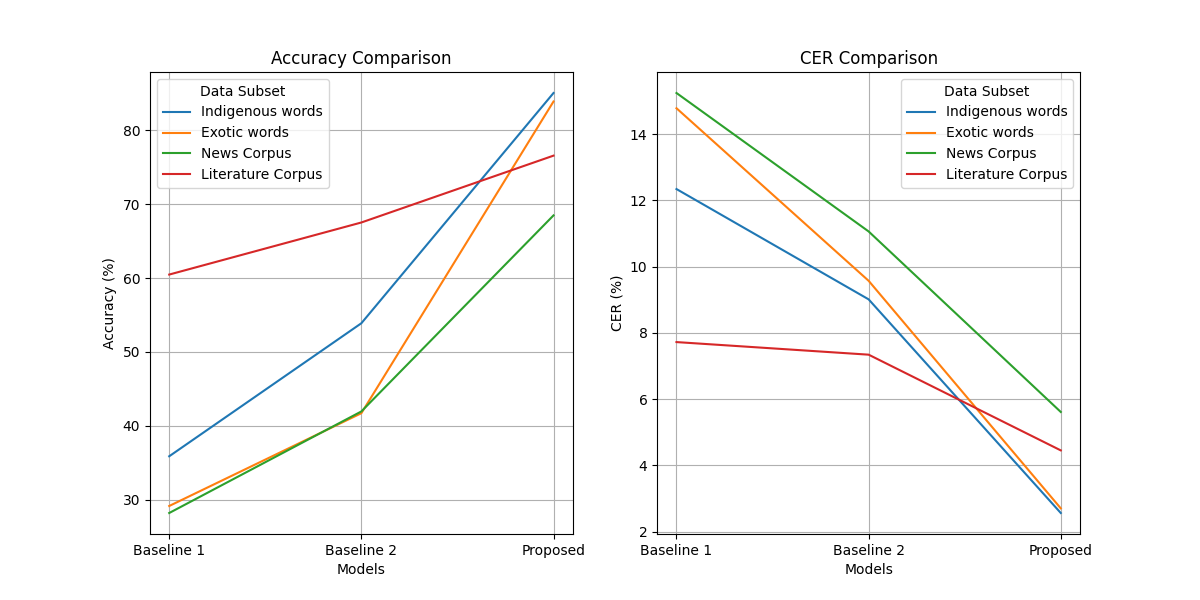 Accuracy Comparison
Data Subset
Indigenous words
Exotic words
News Corpus
Literature Corpus
80
70
60
50
40
30
Accuracy (%)
Baseline 1
Baseline 2
Proposed
Models
CER Comparison
Data Subset
Indigenous words
Exotic words
News Corpus
Literature Corpus
14
12
10
8
6
4
2
CER (%)
Baseline 1
Baseline 2
Proposed
Models